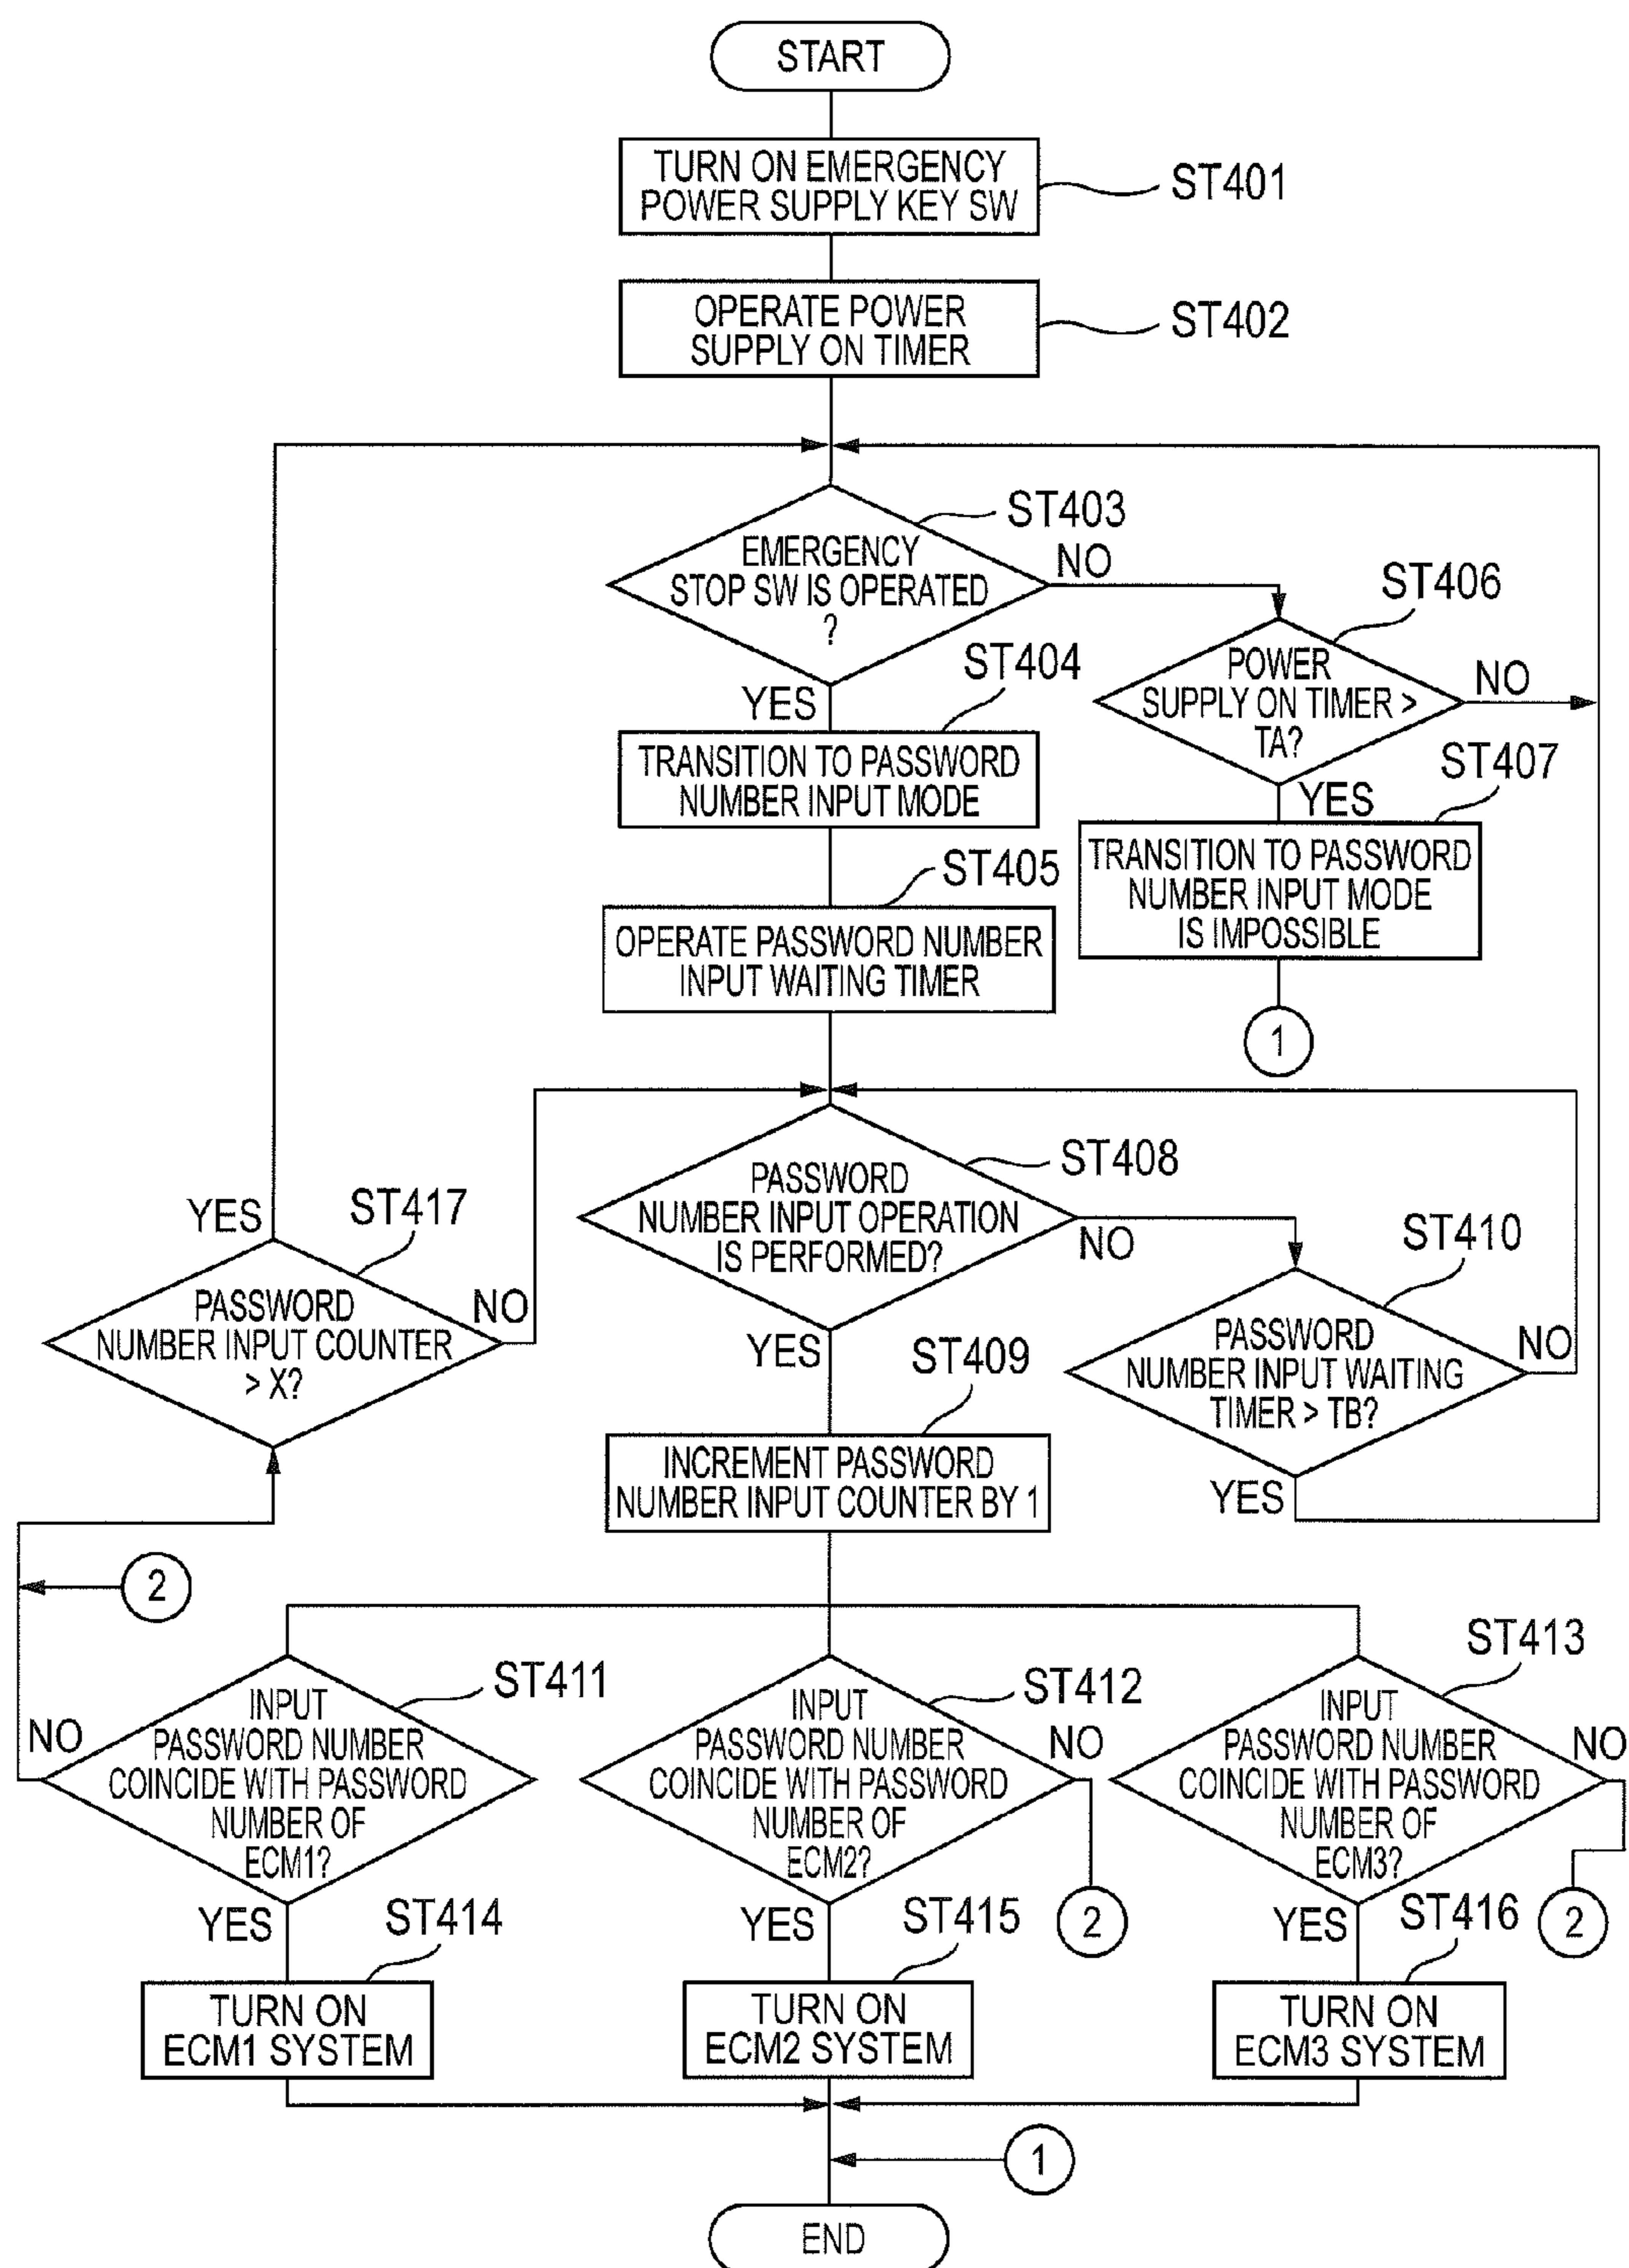 START
TURN ON EMERGENCY
POWER SUPPLY KEY SW
ST401
OPERATE POWER
SUPPLY ON TIMER
ST402
ST403
EMERGENCY
STOP SW IS OPERATED
?
NO
YES
ST406
POWER
SUPPLY ON TIMER >
TA?
NO
YES
ST404
TRANSITION TO PASSWORD
NUMBER INPUT MODE
ST407
TRANSITION TO PASSWORD
NUMBER INPUT MODE
IS IMPOSSIBLE
1
ST405
OPERATE PASSWORD NUMBER
INPUT WAITING TIMER
ST408
PASSWORD
NUMBER INPUT OPERATION
IS PERFORMED?
NO
YES
ST417
YES
PASSWORD
NUMBER INPUT COUNTER
> X?
NO
ST410
PASSWORD
NUMBER INPUT WAITING
TIMER > TB?
NO
YES
ST409
INCREMENT PASSWORD
NUMBER INPUT COUNTER BY 1
2
ST411
INPUT
PASSWORD NUMBER
COINCIDE WITH PASSWORD
NUMBER OF
ECM1?
NO
YES
ST412
INPUT
PASSWORD NUMBER
COINCIDE WITH PASSWORD
NUMBER OF
ECM2?
NO
2
YES
ST413
INPUT
PASSWORD NUMBER
COINCIDE WITH PASSWORD
NUMBER OF
ECM3?
NO
2
YES
ST414
TURN ON
ECM1 SYSTEM
ST415
TURN ON
ECM2 SYSTEM
ST416
TURN ON
ECM3 SYSTEM
1
END